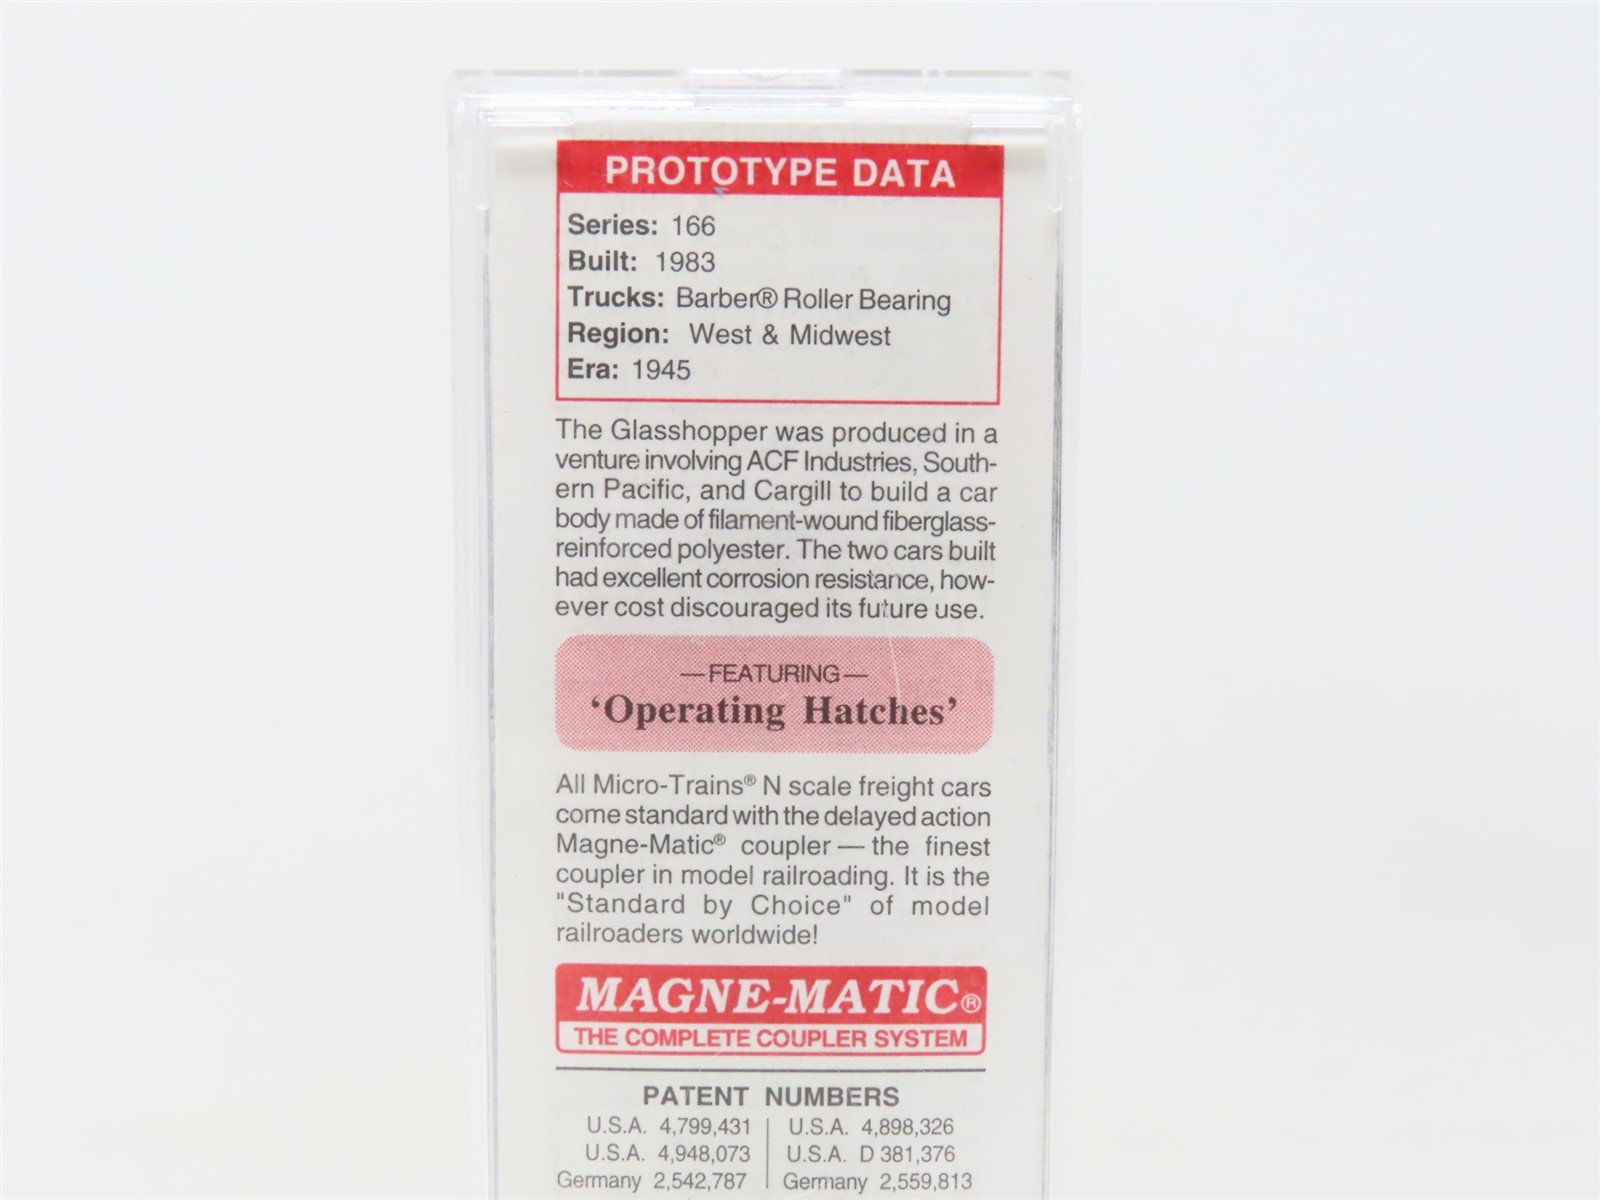 PROTOTYPE DATA
Series: 166
Built: 1983
Trucks: Barber® Roller Bearing
Region: West & Midwest
Era: 1945
The Glasshopper was produced in a
venture involving ACF Industries, South-
ern Pacific, and Cargill to build a car
body made of filament-wound fiberglass-
reinforced polyester. The two cars built
had excellent corrosion resistance, how-
ever cost discouraged its future use.
—FEATURING—
‘Operating Hatches’
All Micro-Trains® N scale freight cars
come standard with the delayed action
Magne-Matic® coupler — the finest
coupler in model railroading. It is the
"Standard by Choice" of model
railroaders worldwide!
MAGNE-MATIC®
THE COMPLETE COUPLER SYSTEM
PATENT NUMBERS
U.S.A. 4,799,431 | U.S.A. 4,898,326
U.S.A. 4,948,073 | U.S.A. D 381,376
Germany 2,542,787 | Germany 2,559,813